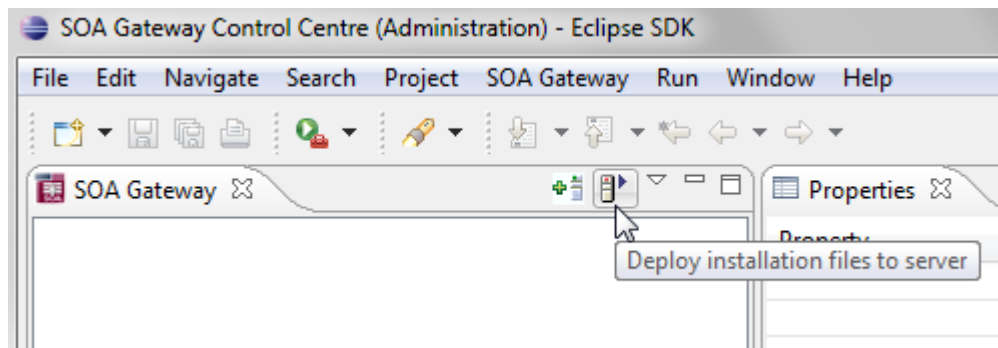 SOA Gateway Control Centre (Administration) - Eclipse SDK
File Edit Navigate Search Project SOA Gateway Run Window Help
SOA Gateway Properties
Property
Deploy installation files to server